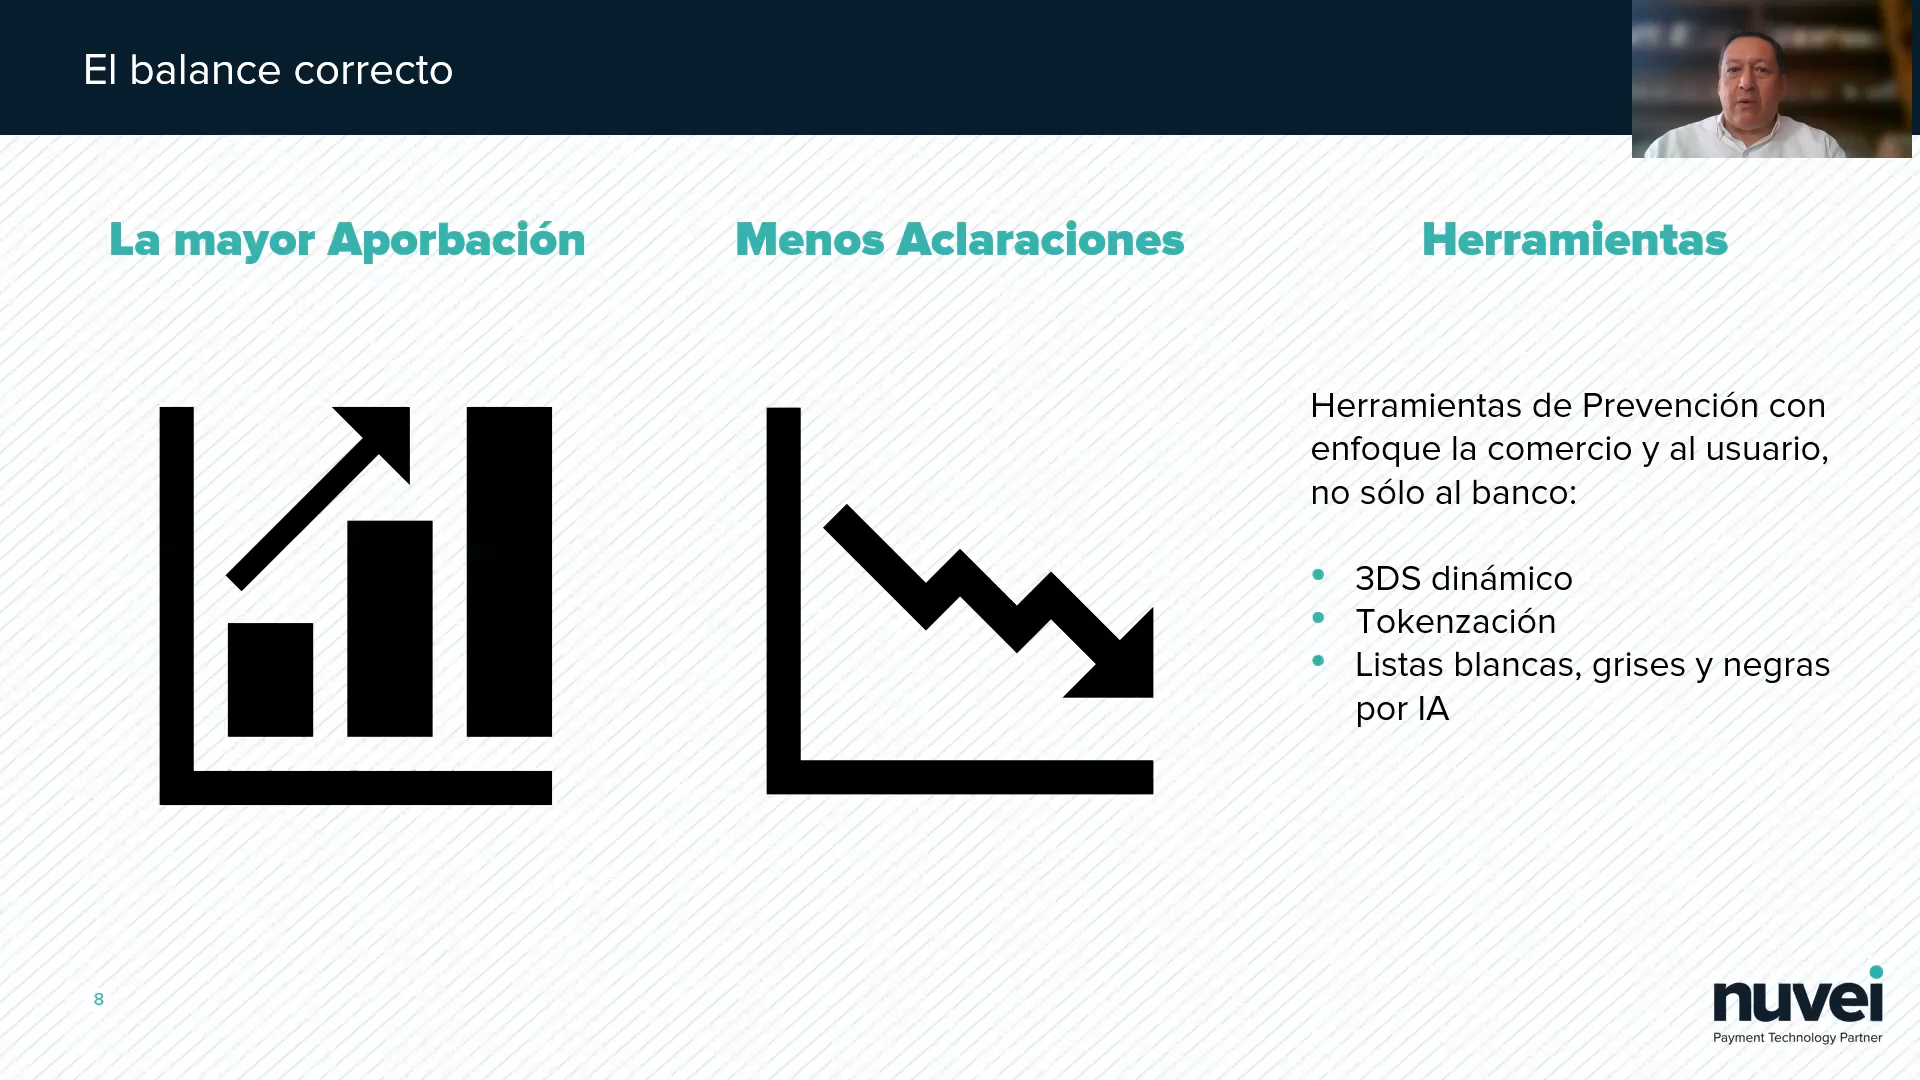 El balance correcto
La mayor Aporbación
Menos Aclaraciones
Herramientas
Herramientas de Prevención con
enfoque la comercio y al usuario,
no sólo al banco:
• 3DS dinámico
• Tokenzación
• Listas blancas, grises y negras
por IA
8
nuvei
Payment Technology Partner